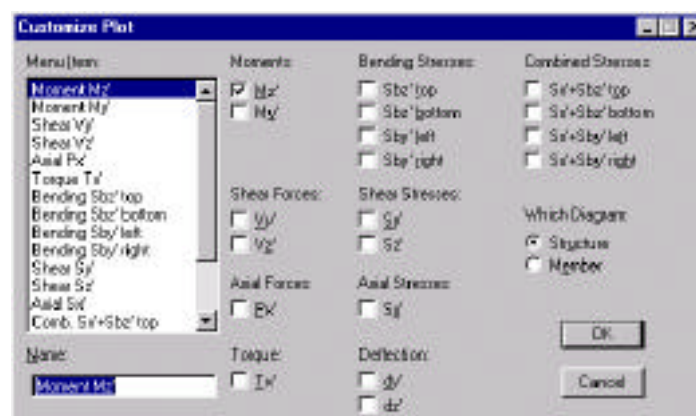 Customize Plot
Menu Item:
Moment Mz'
Moment My'
Shear Vy'
Shear Vz'
Axial Px'
Torque Tx'
Bending Sbz' top
Bending Sbz' bottom
Bending Sby' left
Bending Sby' right
Shear Sy'
Shear Sz'
Axial Sx'
Comb. Sx'+Sbz' top
Name:
Moment Mz'
Moments:
Mz'
My'
Shear Forces:
Vy'
Vz'
Axial Forces:
Px'
Torque:
Tx'
Bending Stresses:
Sbz' top
Sbz' bottom
Sby' left
Sby' right
Shear Stresses:
Sy'
Sz'
Axial Stresses:
Sx'
Deflection:
dy'
dz'
Combined Stresses:
Sx'+Sbz' top
Sx'+Sbz' bottom
Sx'+Sby' left
Sx'+Sby' right
Which Diagram:
Structure
Member
OK
Cancel